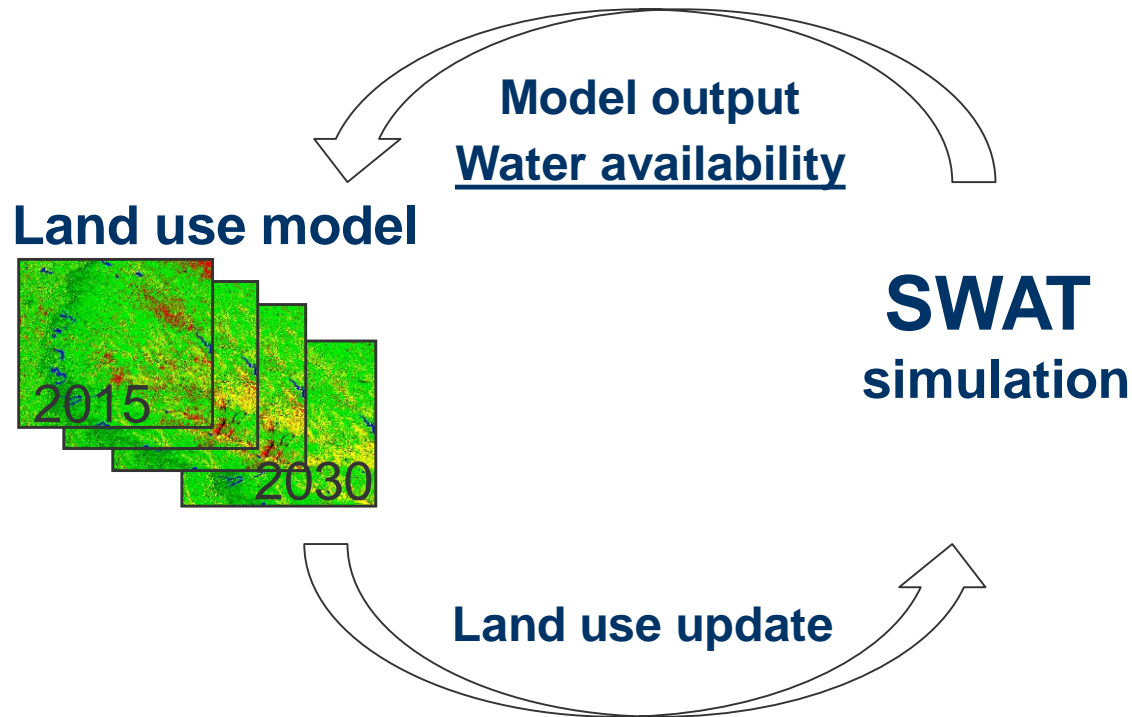 Model output
Water availability
Land use model
SWAT
simulation
2015
2030
Land use update